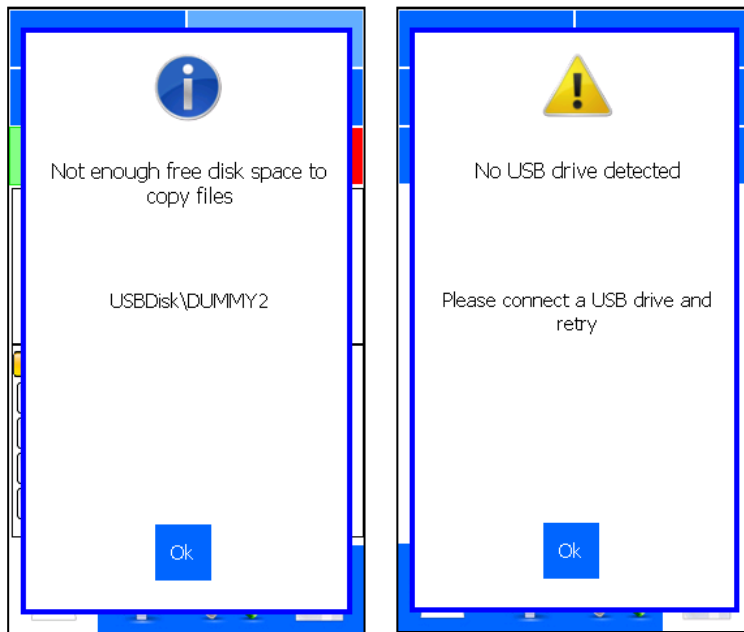 Not enough free disk space to
copy files
USBDisk\DUMMY2
Ok
No USB drive detected
Please connect a USB drive and
retry
Ok